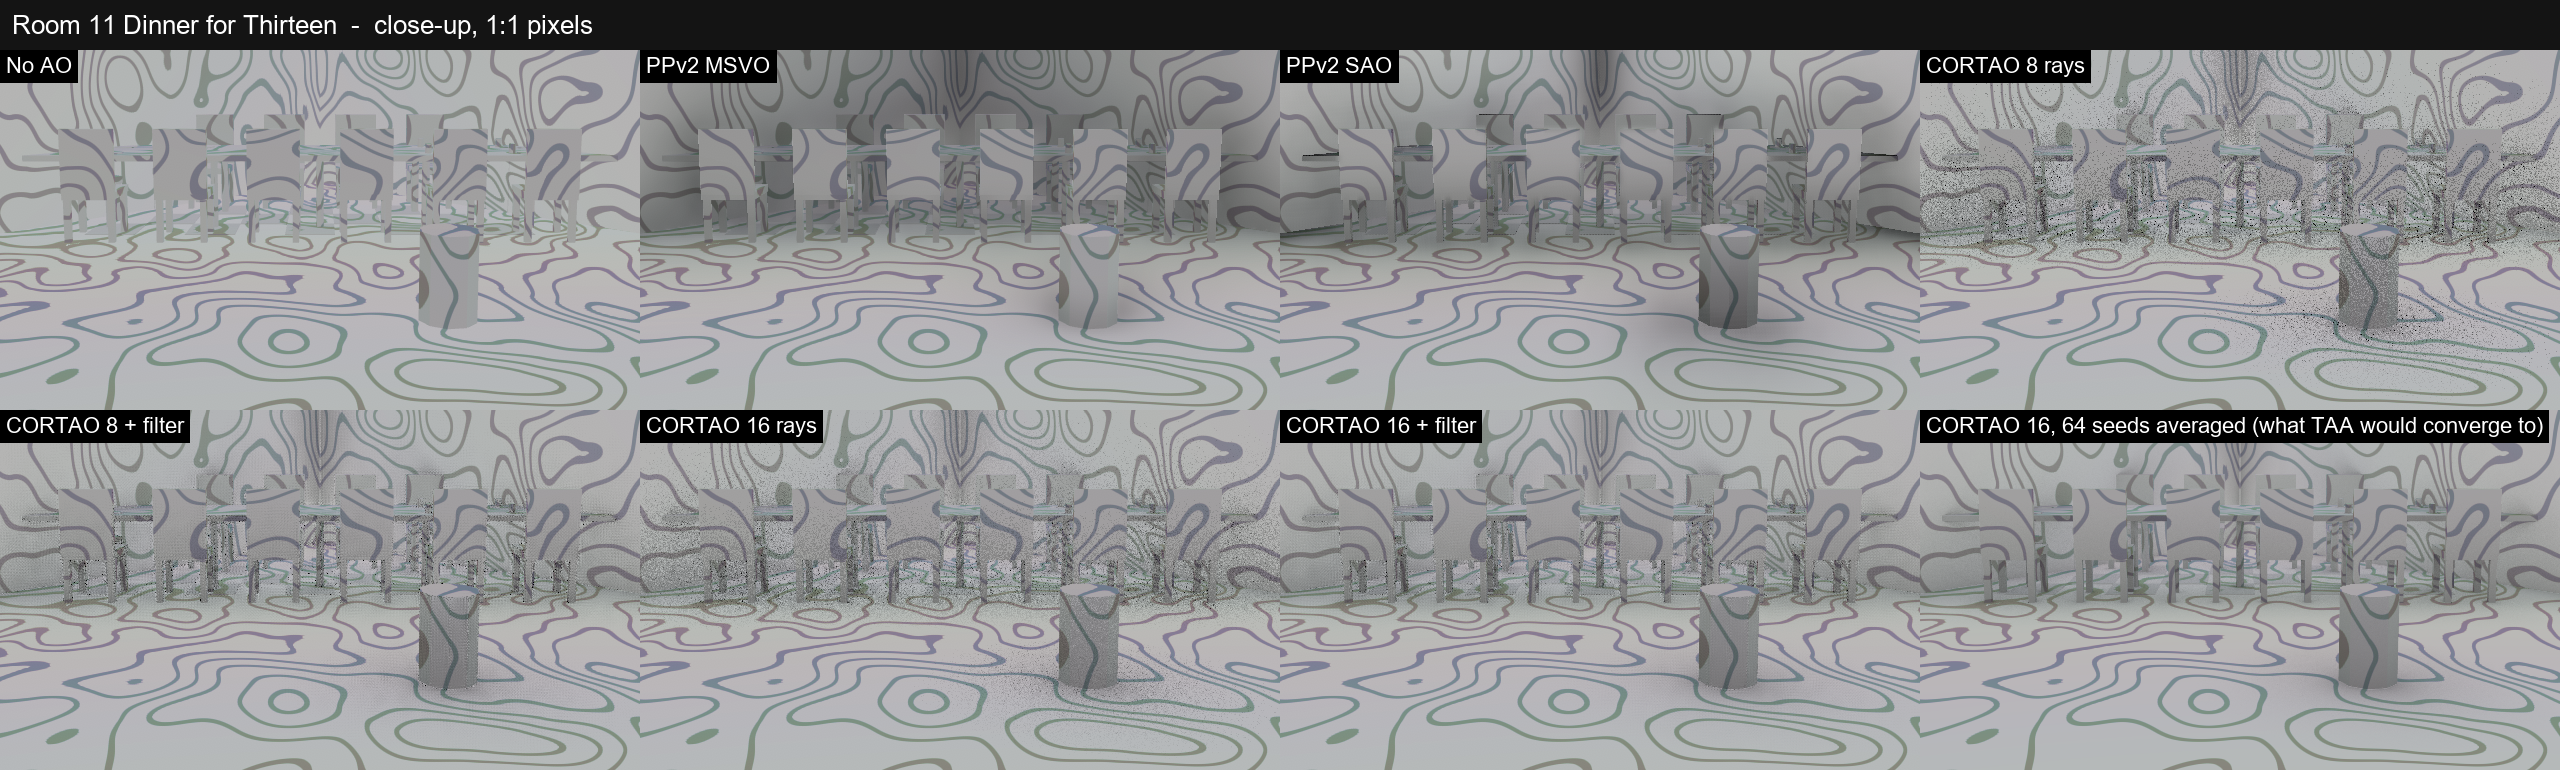 Room 11 Dinner for Thirteen - close-up, 1:1 pixels
No AO
PPv2 MSVO
PPv2 SAO
CORTAO 8 rays
CORTAO 8 + filter
CORTAO 16 rays
CORTAO 16 + filter
CORTAO 16, 64 seeds averaged (what TAA would converge to)